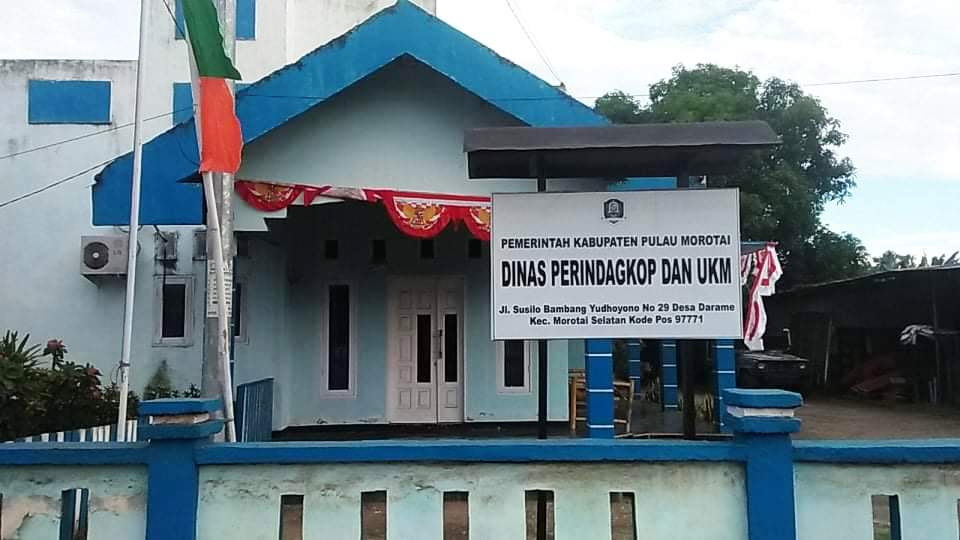 PEMERINTAH KABUPATEN PULAU MOROTAI
DINAS PERINDAGKOP DAN UKM
Jl. Susilo Bambang Yudhoyono No 29 Desa Darame
Kec. Morotai Selatan Kode Pos 97771